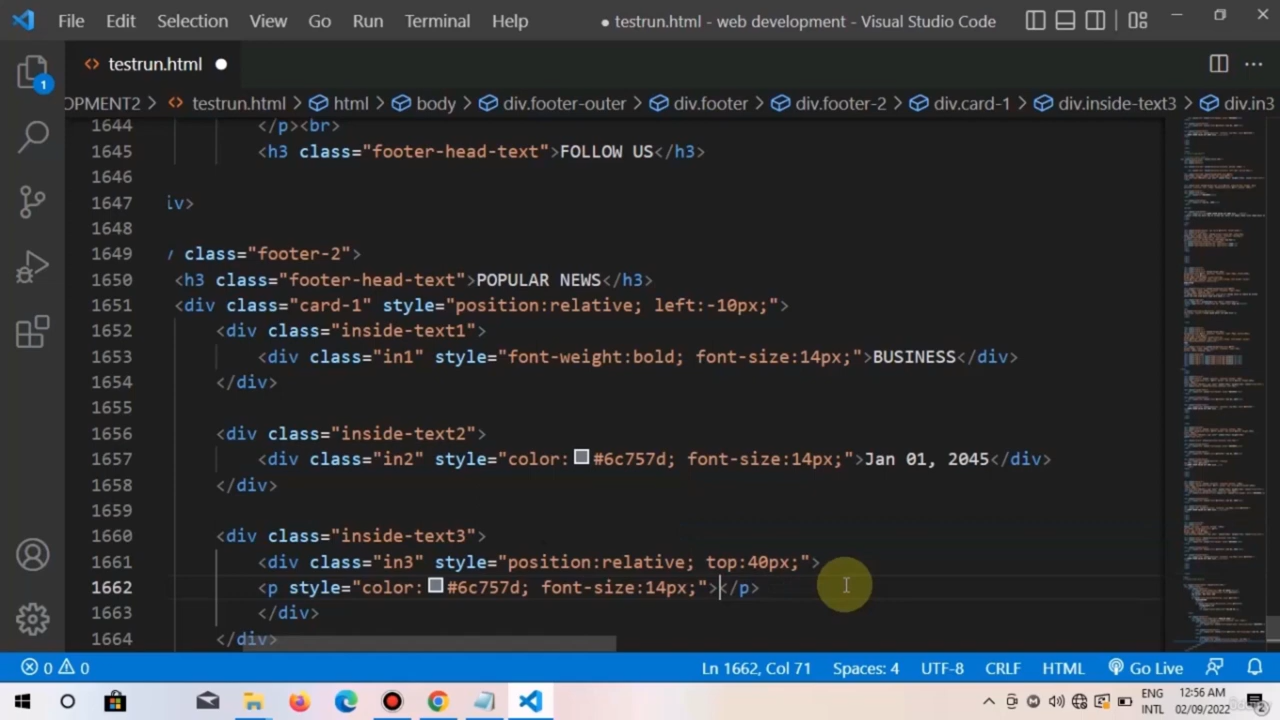 File Edit Selection View Go Run Terminal Help ● testrun.html - web development - Visual Studio Code
testrun.html
OPMENT2 > testrun.html > html > body > div.footer-outer > div.footer > div.footer-2 > div.card-1 > div.inside-text3 > div.in3
1644 </p><br>
1645 <h3 class="footer-head-text">FOLLOW US</h3>
1646
1647 iv>
1648
1649 class="footer-2">
1650 <h3 class="footer-head-text">POPULAR NEWS</h3>
1651 <div class="card-1" style="position:relative; left:-10px;">
1652 <div class="inside-text1">
1653 <div class="in1" style="font-weight:bold; font-size:14px;">BUSINESS</div>
1654 </div>
1655
1656 <div class="inside-text2">
1657 <div class="in2" style="color:#6c757d; font-size:14px;">Jan 01, 2045</div>
1658 </div>
1659
1660 <div class="inside-text3">
1661 <div class="in3" style="position:relative; top:40px;">
1662 <p style="color:#6c757d; font-size:14px;"></p>
1663 </div>
1664 </div>
0 0 Ln 1662, Col 71 Spaces: 4 UTF-8 CRLF HTML Go Live
ENG 12:56 AM
INTL 02/09/2022
1
2